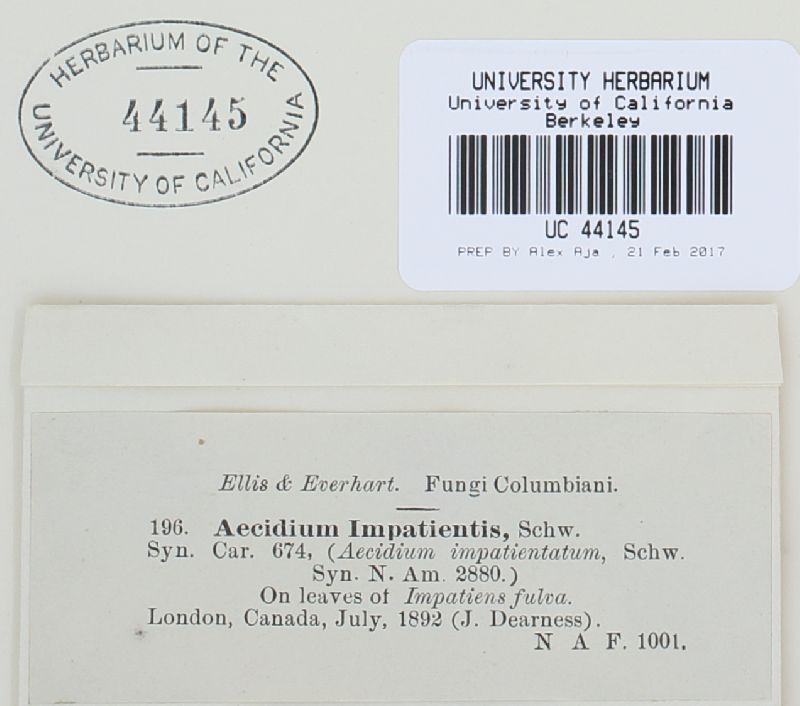 HERBARIUM OF THE
44145
UNIVERSITY OF CALIFORNIA
UNIVERSITY HERBARIUM
University of California
Berkeley
UC 44145
PREP BY Alex Aja , 21 Feb 2017
Ellis & Everhart. Fungi Columbiani.
196. Aecidium Impatientis, Schw.
Syn. Car. 674, (Aecidium impatientatum, Schw.
Syn. N. Am. 2880.)
On leaves of Impatiens fulva.
London, Canada, July, 1892 (J. Dearness).
N A F. 1001.